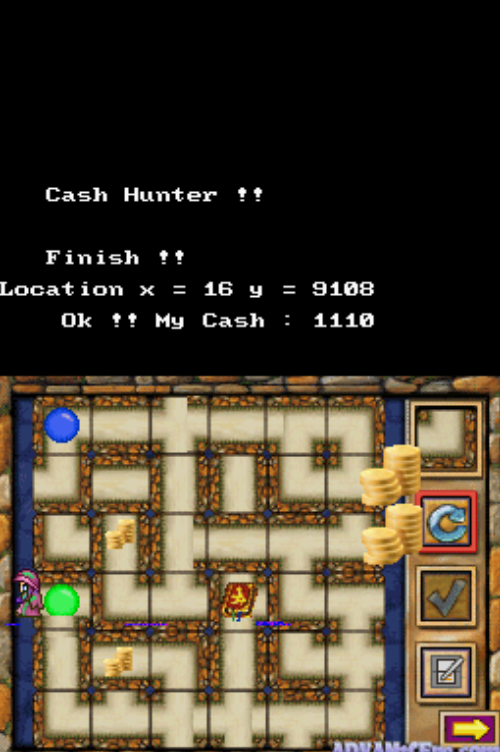 Cash Hunter !!
Finish !!
Location x = 16 y = 9108
Ok !! My Cash : 1110